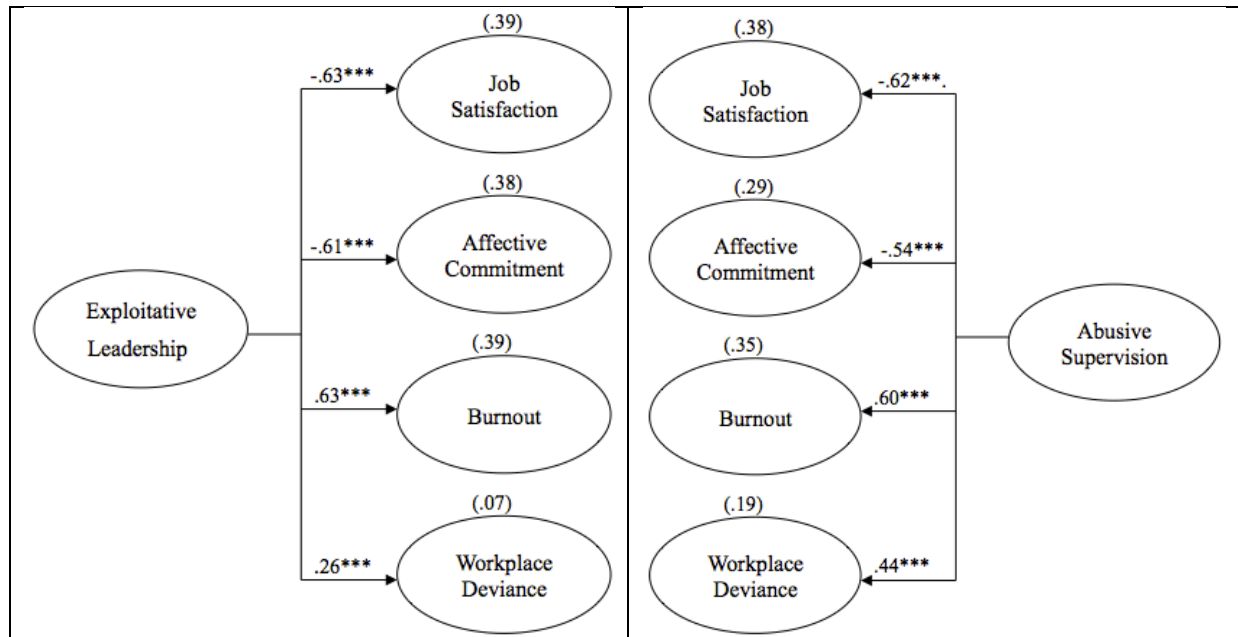 (.39)
-.63***
Job
Satisfaction
(.38)
-.61***
Affective
Commitment
Exploitative
Leadership
(.39)
.63***
Burnout
(.07)
.26***
Workplace
Deviance
(.38)
Job
Satisfaction
-.62***.
(.29)
Affective
Commitment
-.54***
(.35)
Burnout
.60***
Abusive
Supervision
(.19)
Workplace
Deviance
.44***